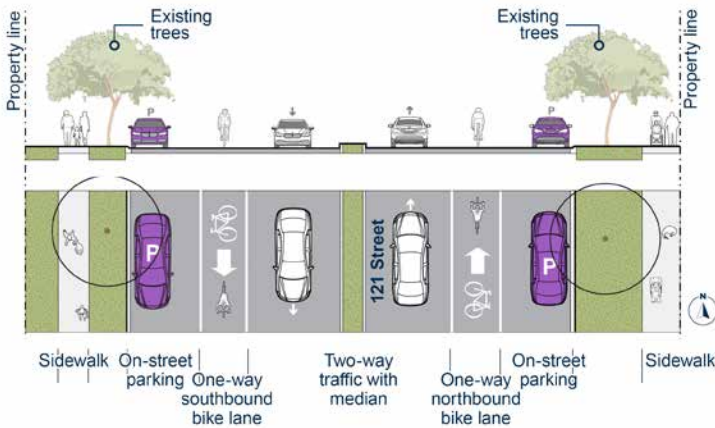 Property line
Existing
trees
Existing
trees
Property line
P
P
P
P
121 Street
N
Sidewalk
On-street
parking
One-way
southbound
bike lane
Two-way
traffic with
median
One-way
northbound
bike lane
On-street
parking
Sidewalk